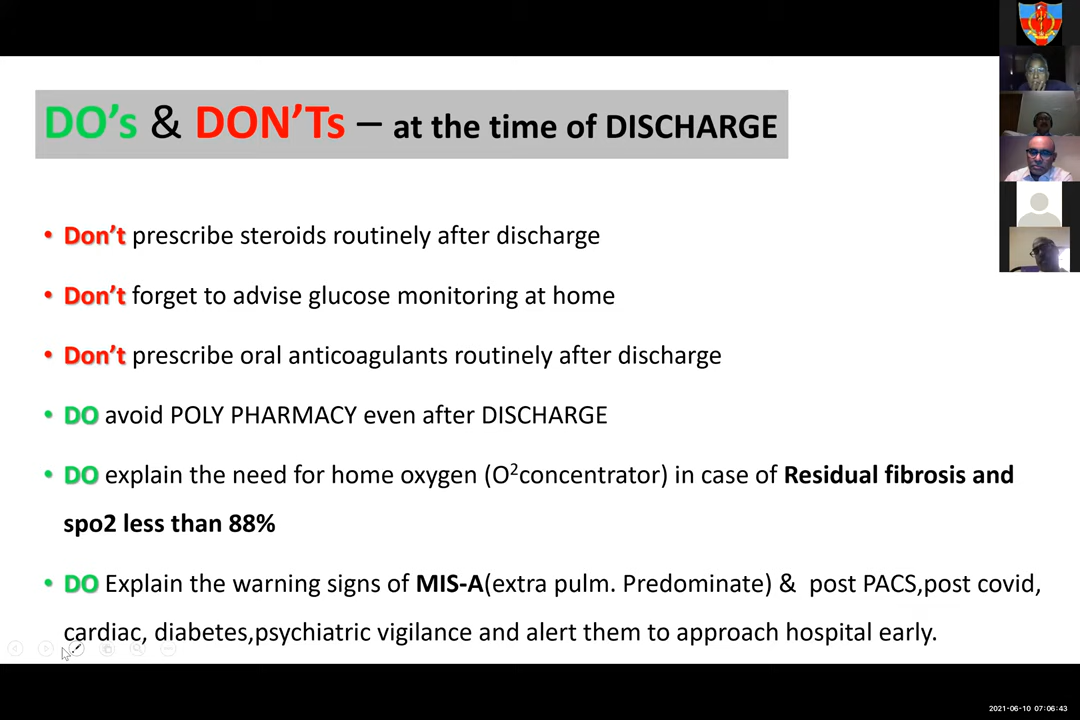 DO's & DON'Ts – at the time of DISCHARGE
• Don't prescribe steroids routinely after discharge
• Don't forget to advise glucose monitoring at home
• Don't prescribe oral anticoagulants routinely after discharge
• DO avoid POLY PHARMACY even after DISCHARGE
• DO explain the need for home oxygen (O²concentrator) in case of Residual fibrosis and
spo2 less than 88%
• DO Explain the warning signs of MIS-A(extra pulm. Predominate) & post PACS,post covid,
cardiac, diabetes,psychiatric vigilance and alert them to approach hospital early.
2021-06-10 07:06:43